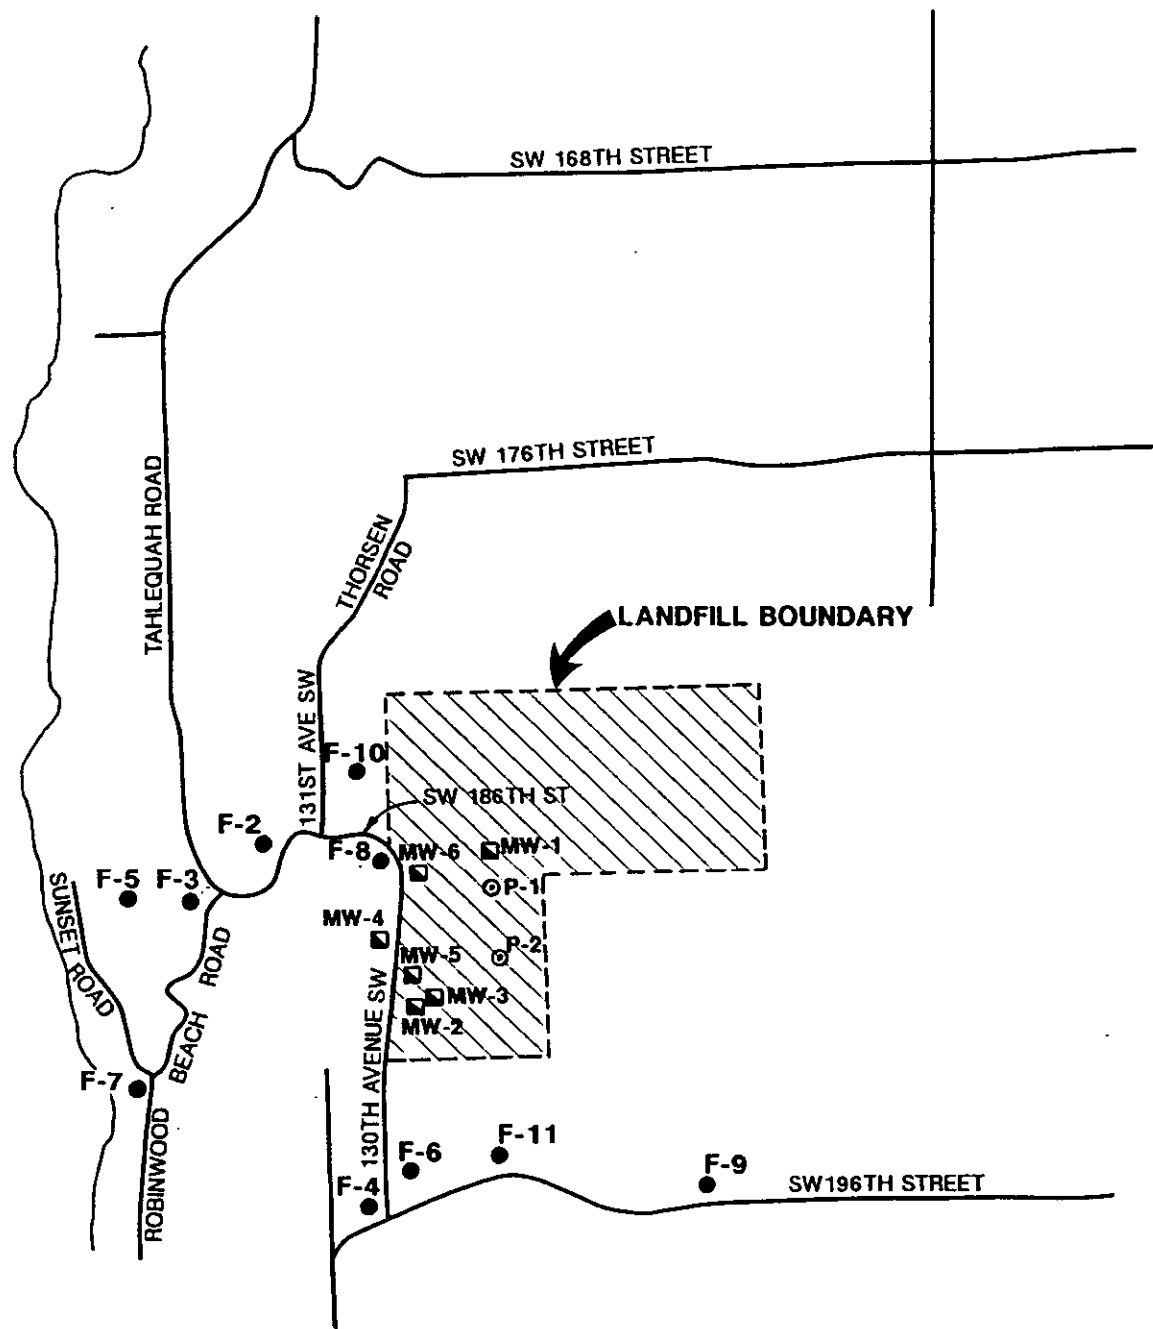 SW 168TH STREET
SW 176TH STREET
TAHLEQUAH ROAD
THORSEN
ROAD
LANDFILL BOUNDARY
131ST AVE SW
F-10
SW 186TH ST
F-2
F-8
MW-6
MW-1
F-5
F-3
P-1
SUNSET ROAD
MW-4
P-2
MW-5
MW-3
MW-2
BEACH ROAD
130TH AVENUE SW
F-7
ROBINWOOD
F-11
F-6
F-9
F-4
SW 196TH STREET